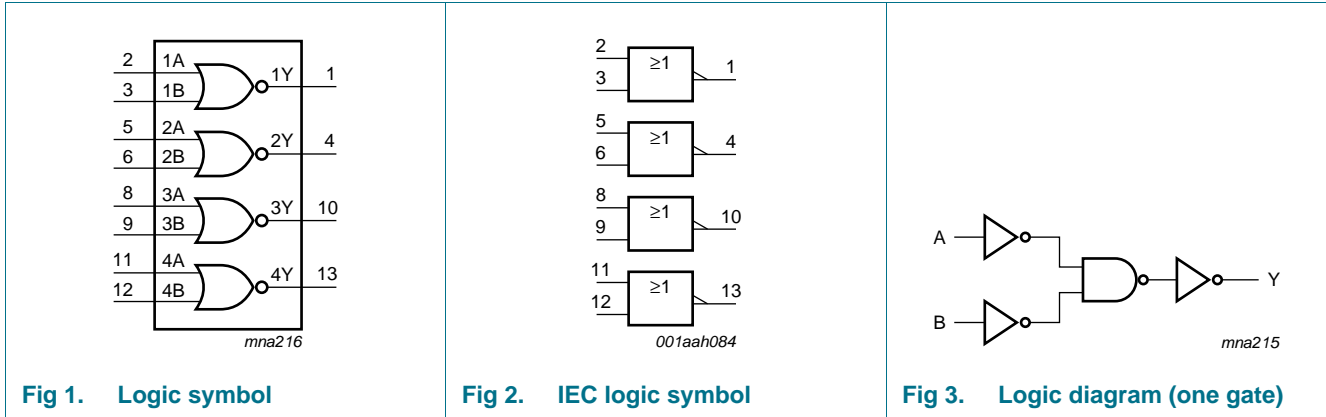 2 1A 1Y 1
3 1B
5 2A 2Y 4
6 2B
8 3A 3Y 10
9 3B
11 4A 4Y 13
12 4B
mna216
Fig 1. Logic symbol
2 ≥1 1
3
5 ≥1 4
6
8 ≥1 10
9
11 ≥1 13
12
001aah084
Fig 2. IEC logic symbol
A
Y
B
mna215
Fig 3. Logic diagram (one gate)